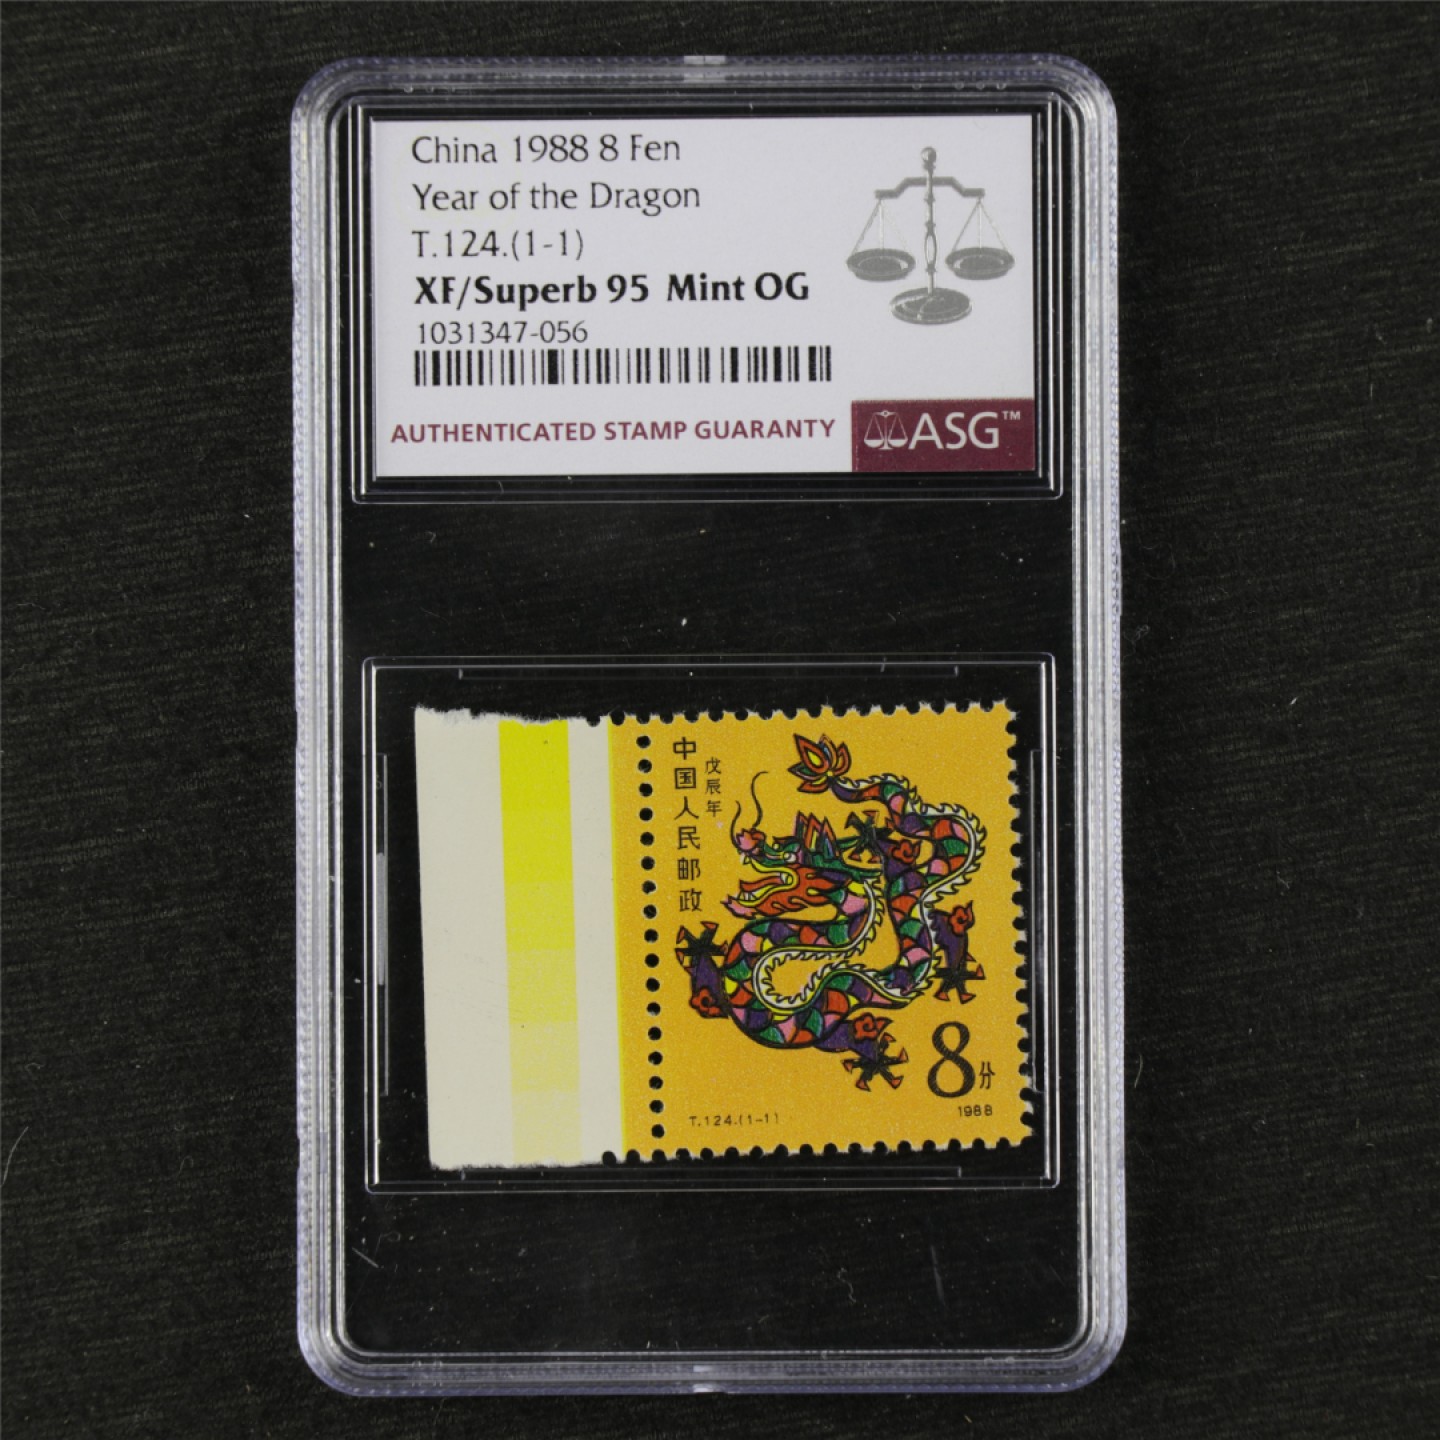 China 1988 8 Fen
Year of the Dragon
T.124.(1-1)
XF/Superb 95 Mint OG
1031347-056
AUTHENTICATED STAMP GUARANTY
ASG™
中国人民邮政
戊辰年
8分
1988
T.124.(1-1)